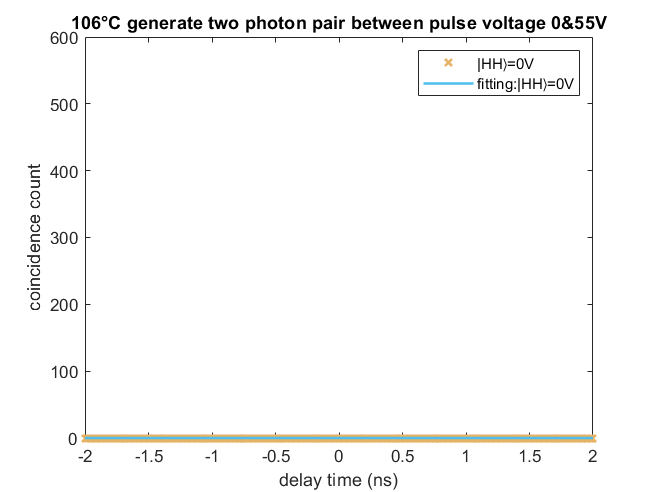 106°C generate two photon pair between pulse voltage 0&55V
600
|HH⟩=0V
fitting:|HH⟩=0V
500
400
300
200
100
0
coincidence count
-2 -1.5 -1 -0.5 0 0.5 1 1.5 2
delay time (ns)